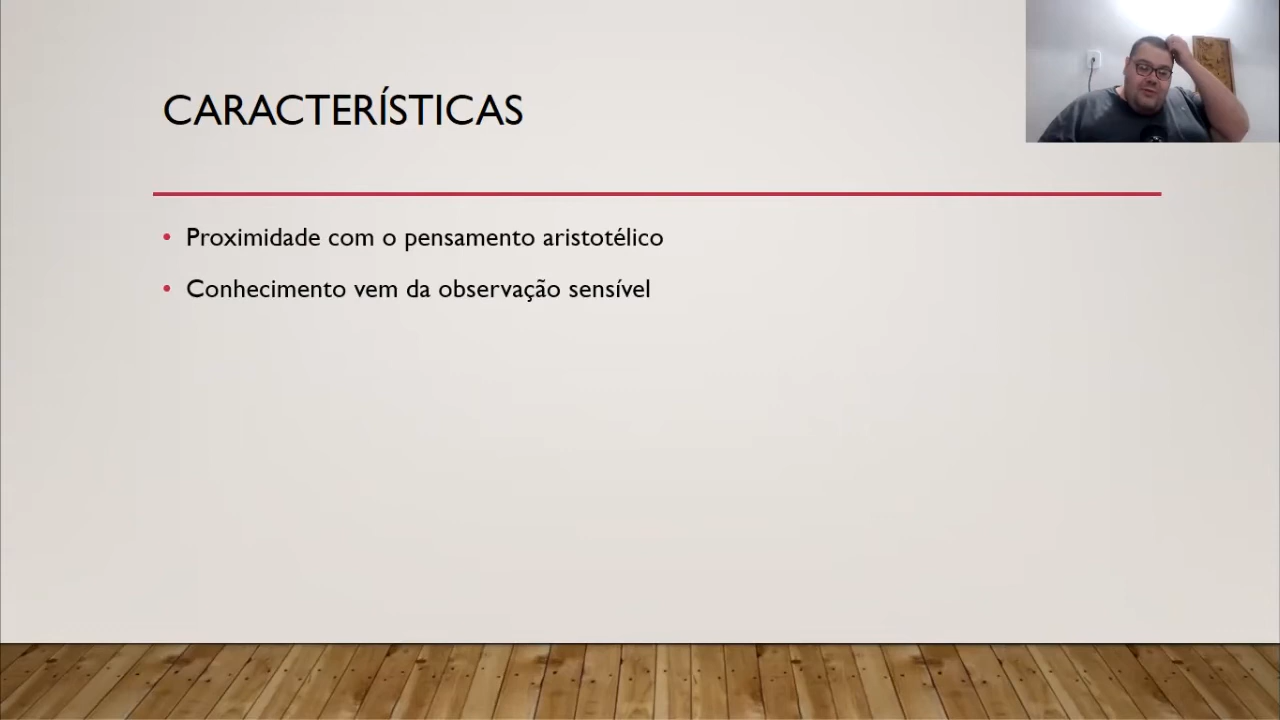 CARACTERÍSTICAS
• Proximidade com o pensamento aristotélico
• Conhecimento vem da observação sensível